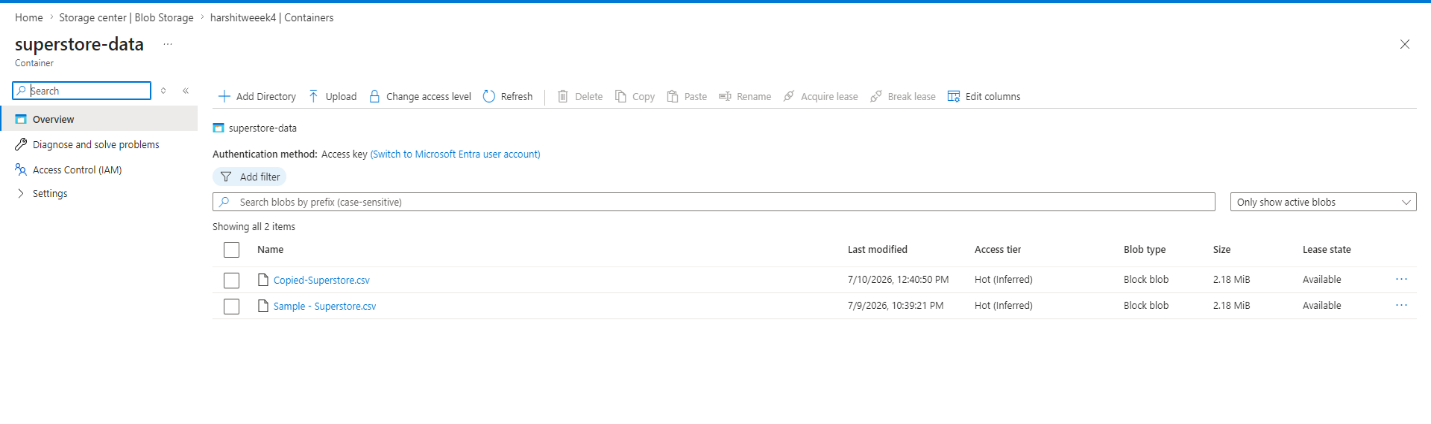 Home > Storage center | Blob Storage > harshitweeek4 | Containers
superstore-data ...
Container
Search
Overview
Diagnose and solve problems
Access Control (IAM)
Settings
Add Directory Upload Change access level Refresh Delete Copy Paste Rename Acquire lease Break lease Edit columns
superstore-data
Authentication method: Access key (Switch to Microsoft Entra user account)
Add filter
Search blobs by prefix (case-sensitive) Only show active blobs
Showing all 2 items
Name Last modified Access tier Blob type Size Lease state
Copied-Superstore.csv 7/10/2026, 12:40:50 PM Hot (Inferred) Block blob 2.18 MiB Available ...
Sample - Superstore.csv 7/9/2026, 10:39:21 PM Hot (Inferred) Block blob 2.18 MiB Available ...